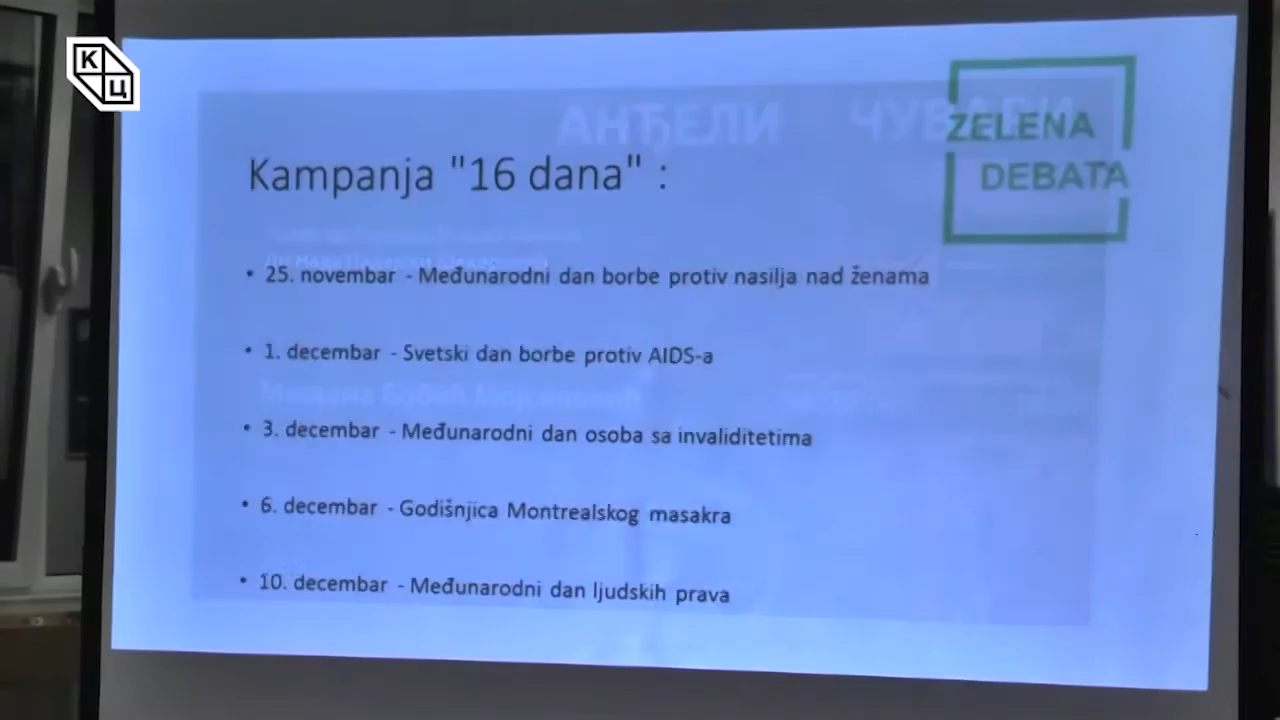 КЦ
АНЂЕЛИ ЧУВАРИ
ZELENA
DEBATA
Kampanja "16 dana" :
• 25. novembar - Međunarodni dan borbe protiv nasilja nad ženama
• 1. decembar - Svetski dan borbe protiv AIDS-a
• 3. decembar - Međunarodni dan osoba sa invaliditetima
• 6. decembar - Godišnjica Montrealskog masakra
• 10. decembar - Međunarodni dan ljudskih prava